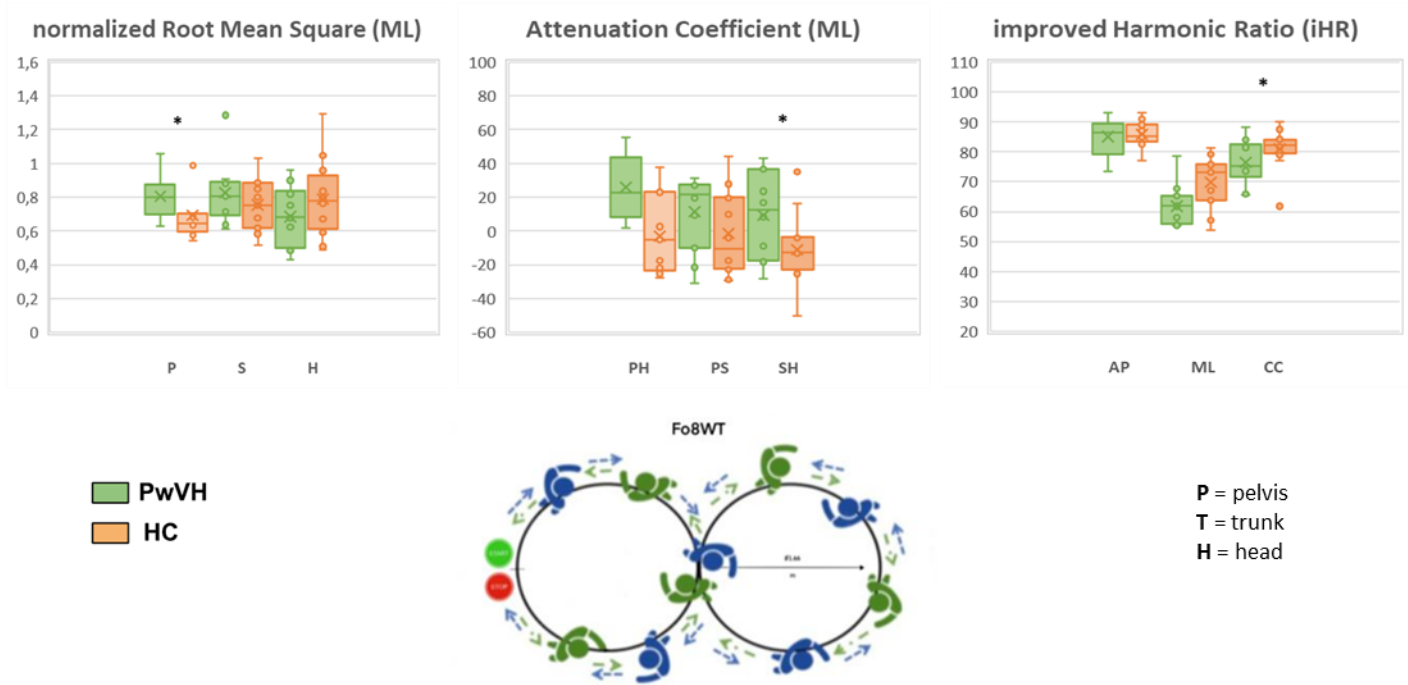 normalized Root Mean Square (ML)
1,6
1,4
1,2
1
0,8
0,6
0,4
0,2
0
*
P S H
Attenuation Coefficient (ML)
100
80
60
40
20
0
-20
-40
-60
*
PH PS SH
improved Harmonic Ratio (iHR)
110
100
90
80
70
60
50
40
30
20
*
AP ML CC
PwVH
HC
Fo8WT
START
STOP
P = pelvis
T = trunk
H = head